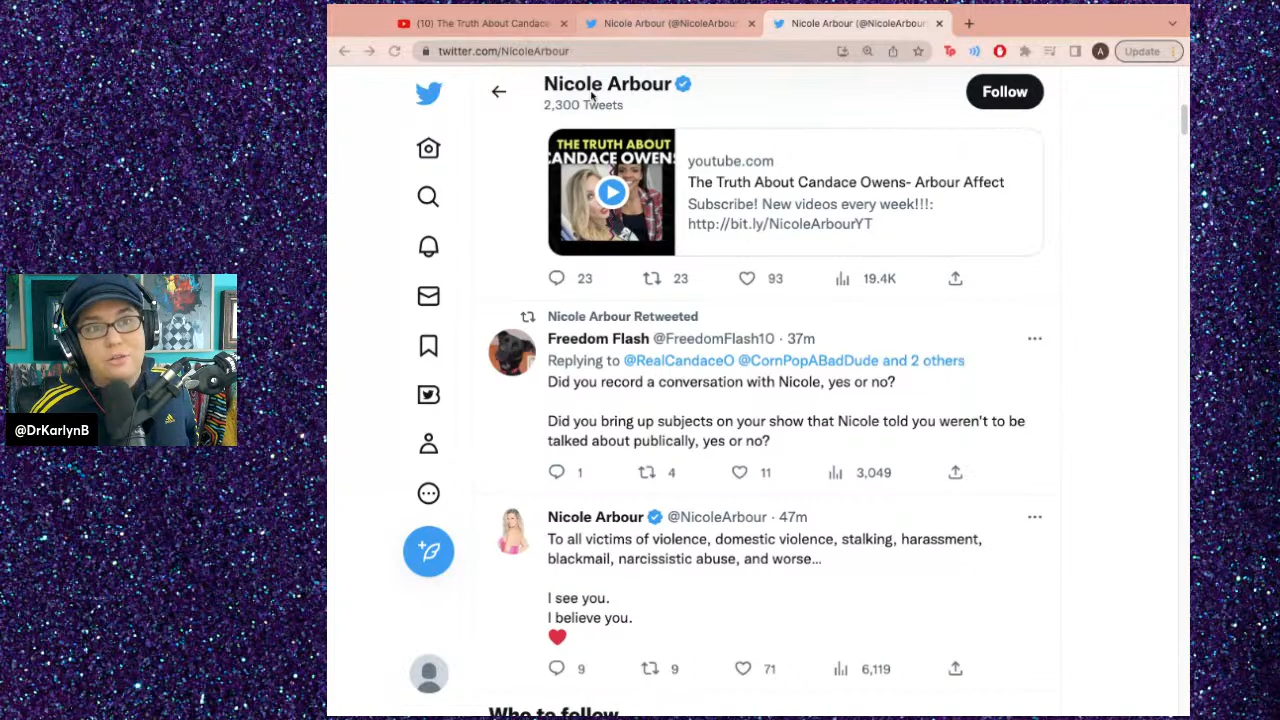 (10) The Truth About Candace
Nicole Arbour (@NicoleArbour
Nicole Arbour (@NicoleArbour
twitter.com/NicoleArbour
Tp
A
Update
Nicole Arbour
2,300 Tweets
Follow
THE TRUTH ABOUT
CANDACE OWENS
youtube.com
The Truth About Candace Owens- Arbour Affect
Subscribe! New videos every week!!!:
http://bit.ly/NicoleArbourYT
23
23
93
19.4K
Nicole Arbour Retweeted
Freedom Flash @FreedomFlash10 · 37m
Replying to @RealCandaceO @CornPopABadDude and 2 others
Did you record a conversation with Nicole, yes or no?
Did you bring up subjects on your show that Nicole told you weren't to be
talked about publically, yes or no?
1
4
11
3,049
@DrKarlynB
Nicole Arbour @NicoleArbour · 47m
To all victims of violence, domestic violence, stalking, harassment,
blackmail, narcissistic abuse, and worse...
I see you.
I believe you.
9
9
71
6,119
Who to follow